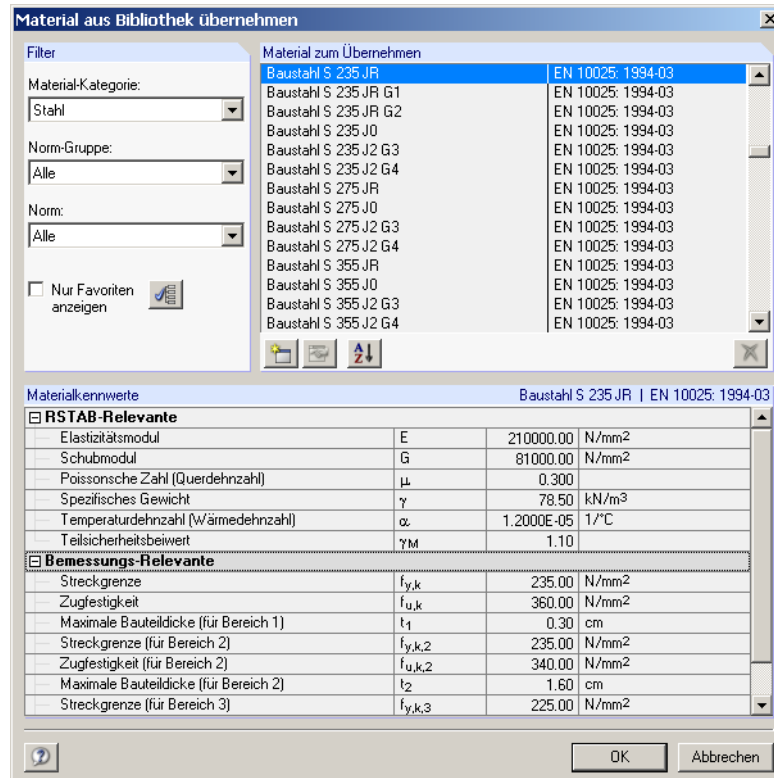 Material aus Bibliothek übernehmen
Filter
Material-Kategorie:
Stahl
Norm-Gruppe:
Alle
Norm:
Alle
Nur Favoriten
anzeigen
Material zum Übernehmen
Baustahl S 235 JR EN 10025: 1994-03
Baustahl S 235 JR G1 EN 10025: 1994-03
Baustahl S 235 JR G2 EN 10025: 1994-03
Baustahl S 235 J0 EN 10025: 1994-03
Baustahl S 235 J2 G3 EN 10025: 1994-03
Baustahl S 235 J2 G4 EN 10025: 1994-03
Baustahl S 275 JR EN 10025: 1994-03
Baustahl S 275 J0 EN 10025: 1994-03
Baustahl S 275 J2 G3 EN 10025: 1994-03
Baustahl S 275 J2 G4 EN 10025: 1994-03
Baustahl S 355 JR EN 10025: 1994-03
Baustahl S 355 J0 EN 10025: 1994-03
Baustahl S 355 J2 G3 EN 10025: 1994-03
Baustahl S 355 J2 G4 EN 10025: 1994-03
Materialkennwerte Baustahl S 235 JR | EN 10025: 1994-03
RSTAB-Relevante
Elastizitätsmodul E 210000.00 N/mm2
Schubmodul G 81000.00 N/mm2
Poissonsche Zahl (Querdehnzahl) μ 0.300
Spezifisches Gewicht γ 78.50 kN/m3
Temperaturdehnzahl (Wärmedehnzahl) α 1.2000E-05 1/°C
Teilsicherheitsbeiwert γM 1.10
Bemessungs-Relevante
Streckgrenze fy,k 235.00 N/mm2
Zugfestigkeit fu,k 360.00 N/mm2
Maximale Bauteildicke (für Bereich 1) t1 0.30 cm
Streckgrenze (für Bereich 2) fy,k,2 235.00 N/mm2
Zugfestigkeit (für Bereich 2) fu,k,2 340.00 N/mm2
Maximale Bauteildicke (für Bereich 2) t2 1.60 cm
Streckgrenze (für Bereich 3) fy,k,3 225.00 N/mm2
OK Abbrechen